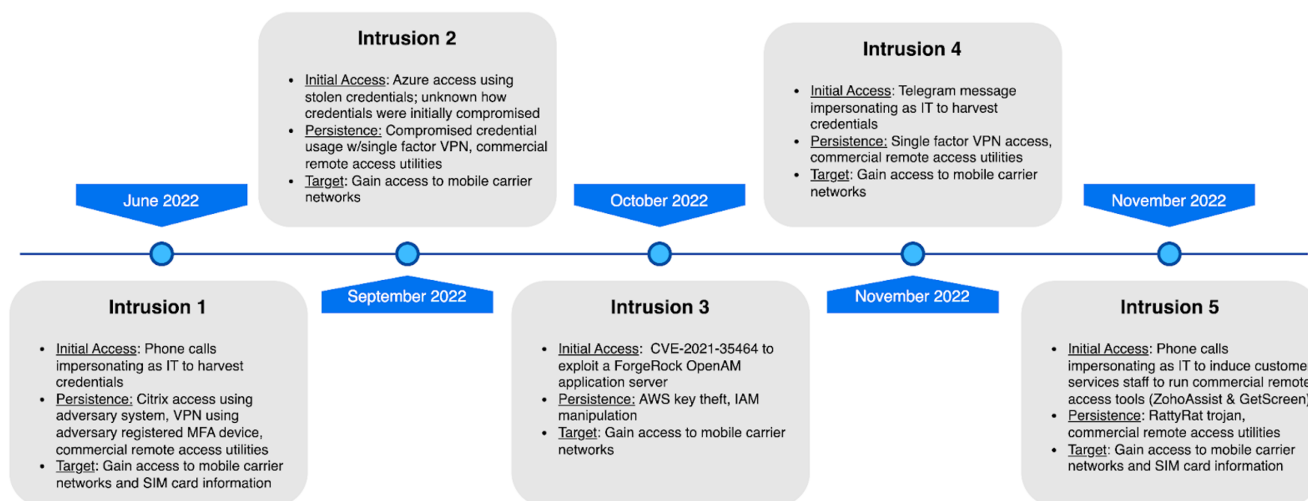 Intrusion 2
• Initial Access: Azure access using
stolen credentials; unknown how
credentials were initially compromised
• Persistence: Compromised credential
usage w/single factor VPN, commercial
remote access utilities
• Target: Gain access to mobile carrier
networks
Intrusion 4
• Initial Access: Telegram message
impersonating as IT to harvest
credentials
• Persistence: Single factor VPN access,
commercial remote access utilities
• Target: Gain access to mobile carrier
networks
June 2022
October 2022
November 2022
September 2022
November 2022
Intrusion 1
• Initial Access: Phone calls
impersonating as IT to harvest
credentials
• Persistence: Citrix access using
adversary system, VPN using
adversary registered MFA device,
commercial remote access utilities
• Target: Gain access to mobile carrier
networks and SIM card information
Intrusion 3
• Initial Access: CVE-2021-35464 to
exploit a ForgeRock OpenAM
application server
• Persistence: AWS key theft, IAM
manipulation
• Target: Gain access to mobile carrier
networks
Intrusion 5
• Initial Access: Phone calls
impersonating as IT to induce customer
services staff to run commercial remote
access tools (ZohoAssist & GetScreen)
• Persistence: RattyRat trojan,
commercial remote access utilities
• Target: Gain access to mobile carrier
networks and SIM card information